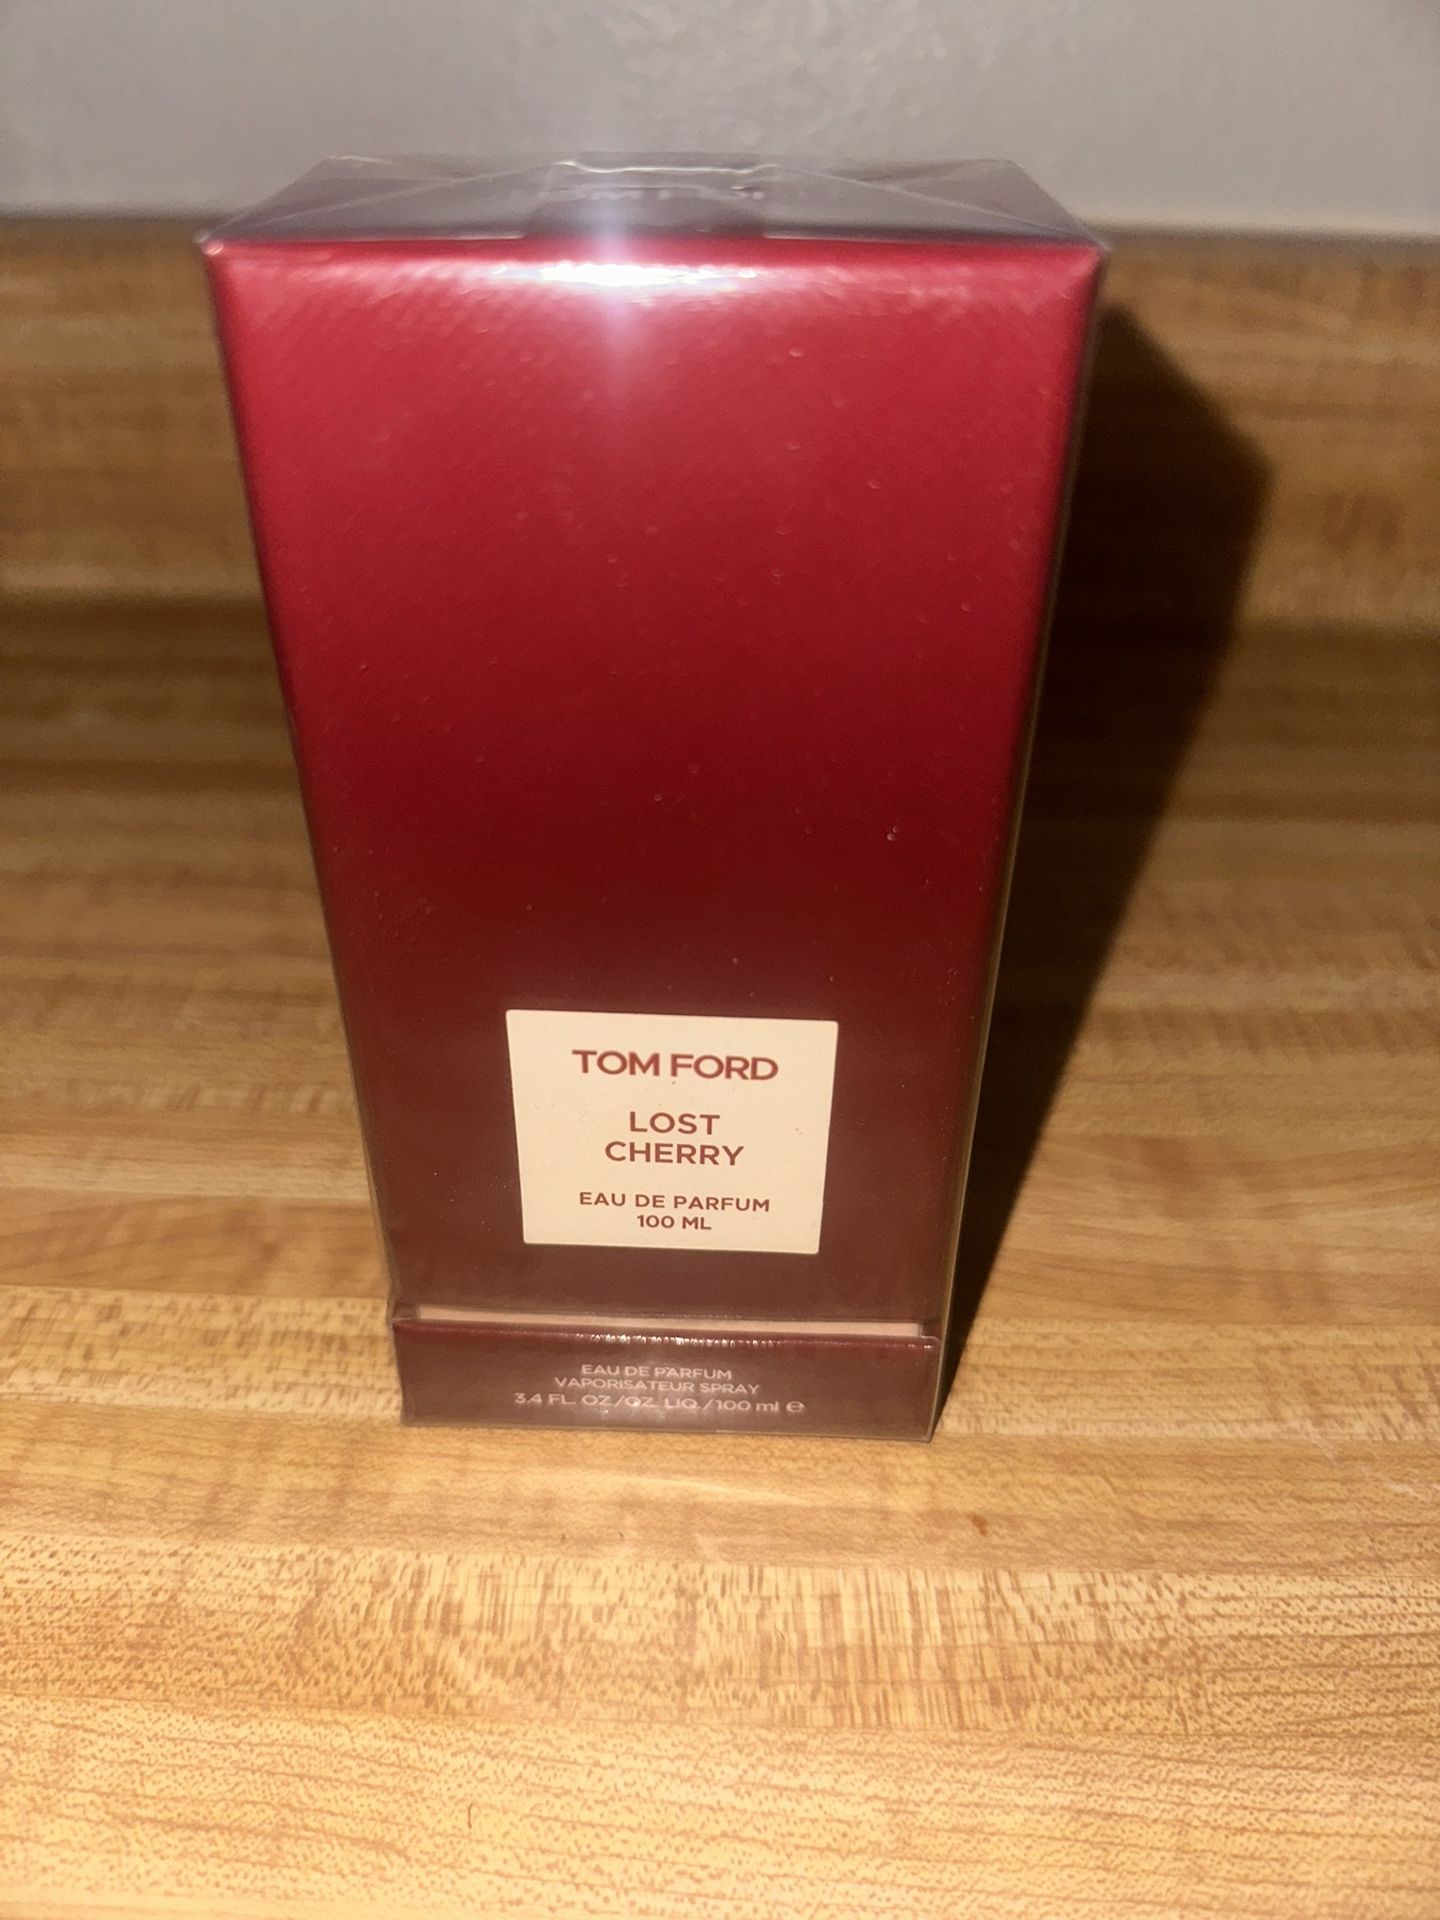 TOM FORD
LOST
CHERRY
EAU DE PARFUM
100 ML
EAU DE PARFUM
VAPORISATEUR SPRAY
3.4 FL. OZ./OZ. LIQ./100 ml ℮